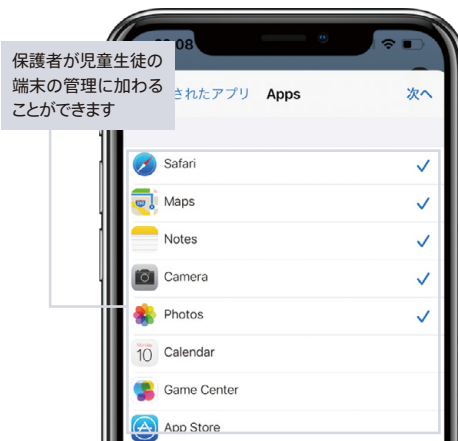 保護者が児童生徒の
端末の管理に加わる
ことができます
:08
されたアプリ Apps 次へ
Safari
Maps
Notes
Camera
Photos
Monday
10
Calendar
Game Center
App Store